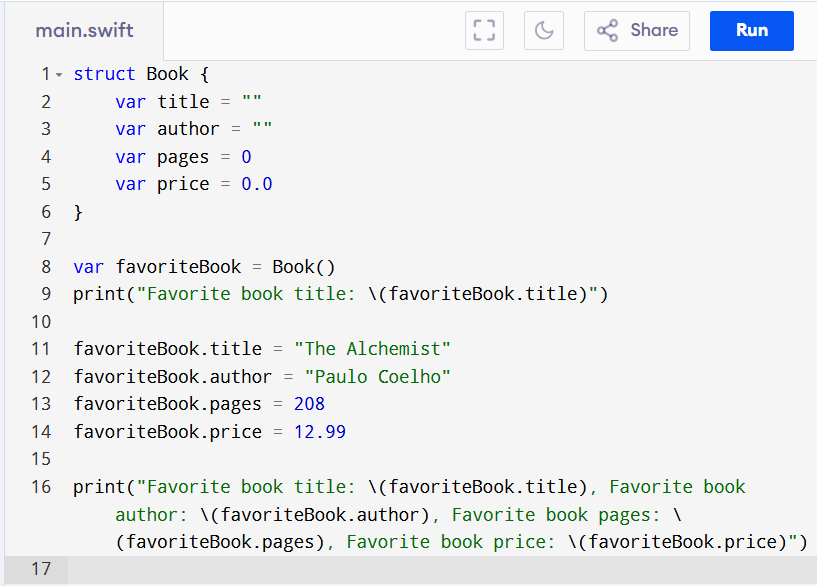 main.swift Share Run
1 struct Book {
2 var title = ""
3 var author = ""
4 var pages = 0
5 var price = 0.0
6 }
7
8 var favoriteBook = Book()
9 print("Favorite book title: \(favoriteBook.title)")
10
11 favoriteBook.title = "The Alchemist"
12 favoriteBook.author = "Paulo Coelho"
13 favoriteBook.pages = 208
14 favoriteBook.price = 12.99
15
16 print("Favorite book title: \(favoriteBook.title), Favorite book
author: \(favoriteBook.author), Favorite book pages: \
(favoriteBook.pages), Favorite book price: \(favoriteBook.price)")
17